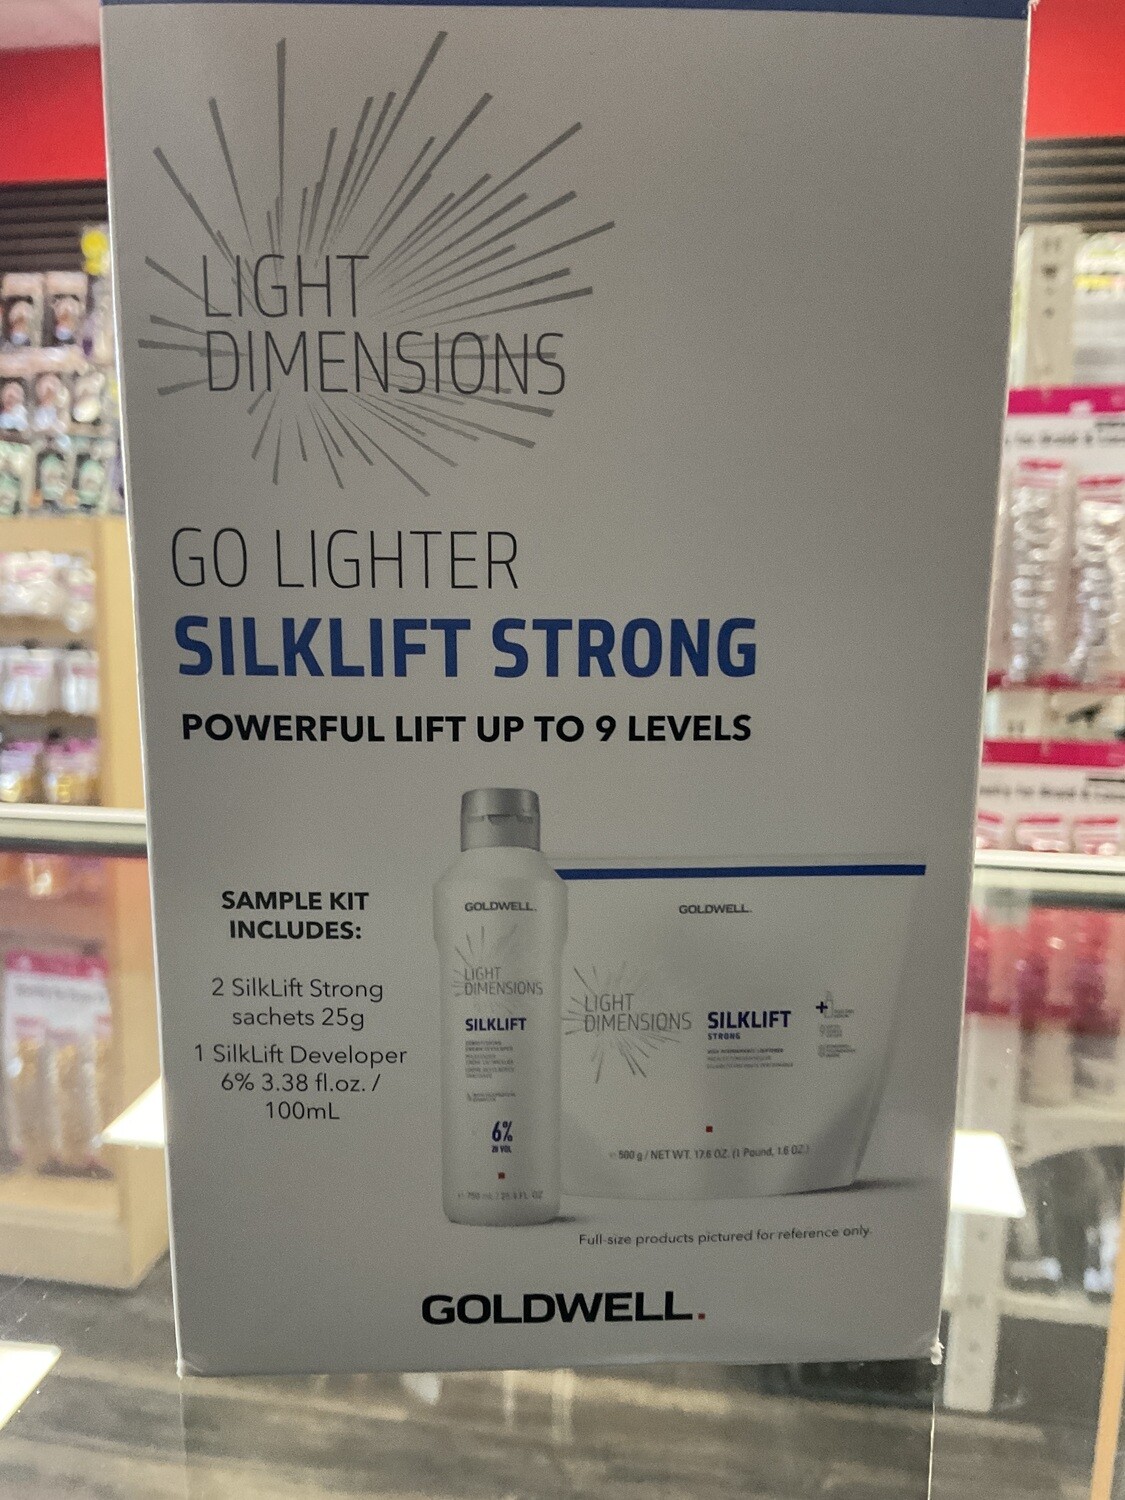 LIGHT
DIMENSIONS
GO LIGHTER
SILKLIFT STRONG
POWERFUL LIFT UP TO 9 LEVELS
SAMPLE KIT
INCLUDES:
2 SilkLift Strong
sachets 25g
1 SilkLift Developer
6% 3.38 fl.oz. /
100mL
GOLDWELL.
LIGHT
DIMENSIONS
SILKLIFT
6%
20 VOL
GOLDWELL.
LIGHT
DIMENSIONS
SILKLIFT
STRONG
500 g / NET WT. 17.6 OZ. (1 Pound, 1.6 OZ.)
Full-size products pictured for reference only.
GOLDWELL.